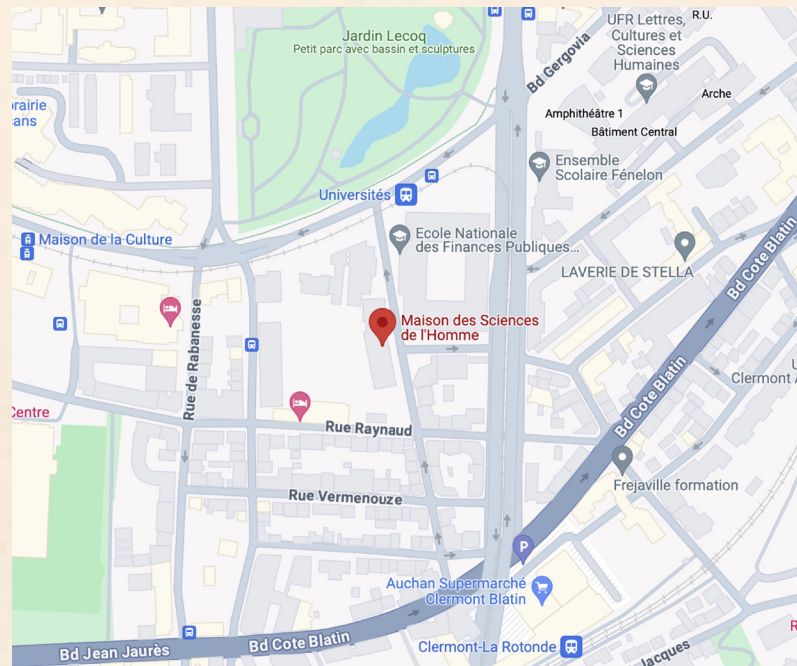 R.U.
UFR Lettres,
Cultures et
Sciences
Humaines
Jardin Lecoq
Petit parc avec bassin et sculptures
Bd Gergovia
Arche
Amphithéâtre 1
Bâtiment Central
Ensemble
Scolaire Fénelon
Universités
Maison de la Culture
Ecole Nationale
des Finances Publiques...
LAVERIE DE STELLA
Bd Cote Blatin
Rue de Rabanesse
Maison des Sciences
de l'Homme
Bd Cote Blatin
Clermont A
Centre
Rue Raynaud
Rue Vermenouze
Frejaville formation
P
Auchan Supermarché
Clermont Blatin
Clermont-La Rotonde
Bd Jean Jaurès
Bd Cote Blatin
Jacques